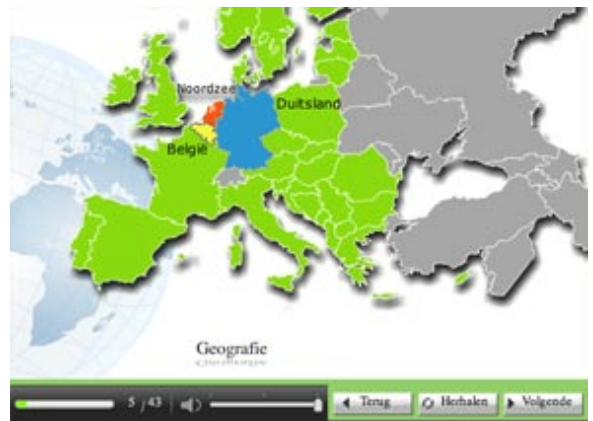 Noordzee
Duitsland
België
Geografie
5 / 43
Terug
Herhalen
Volgende